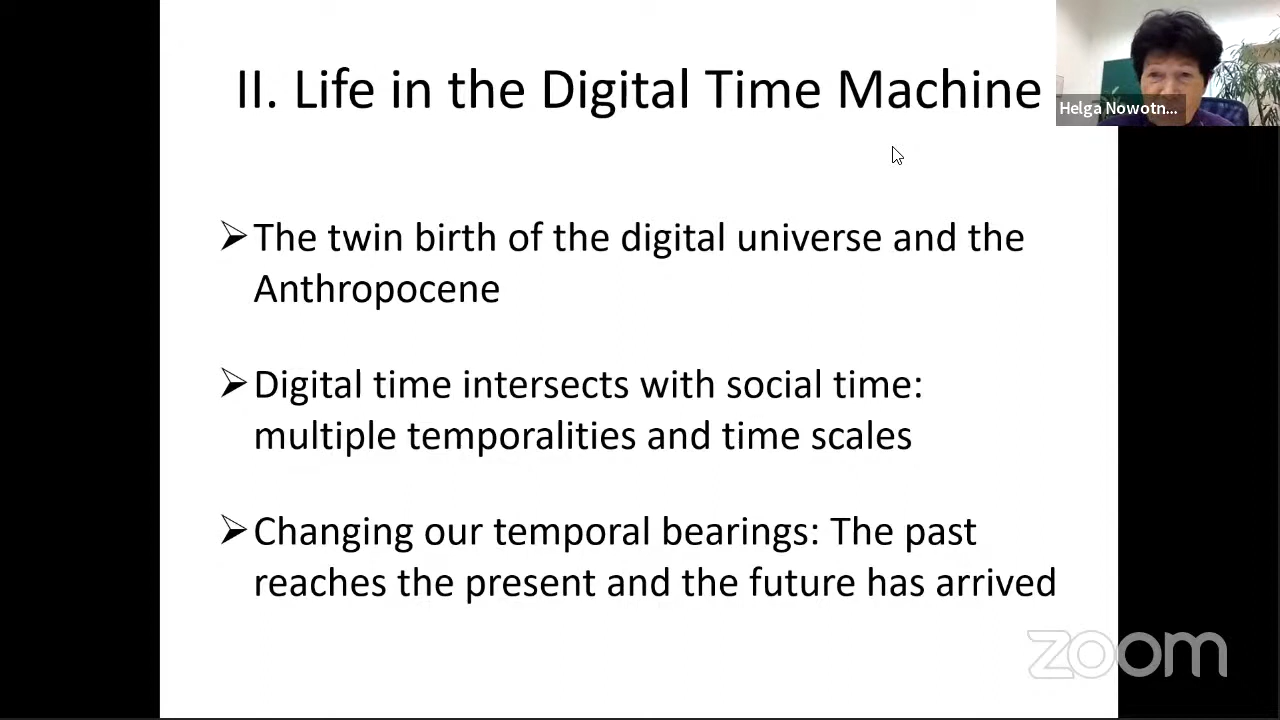 II. Life in the Digital Time Machine
Helga Nowotn...
➢ The twin birth of the digital universe and the
Anthropocene
➢ Digital time intersects with social time:
multiple temporalities and time scales
➢ Changing our temporal bearings: The past
reaches the present and the future has arrived
zoom